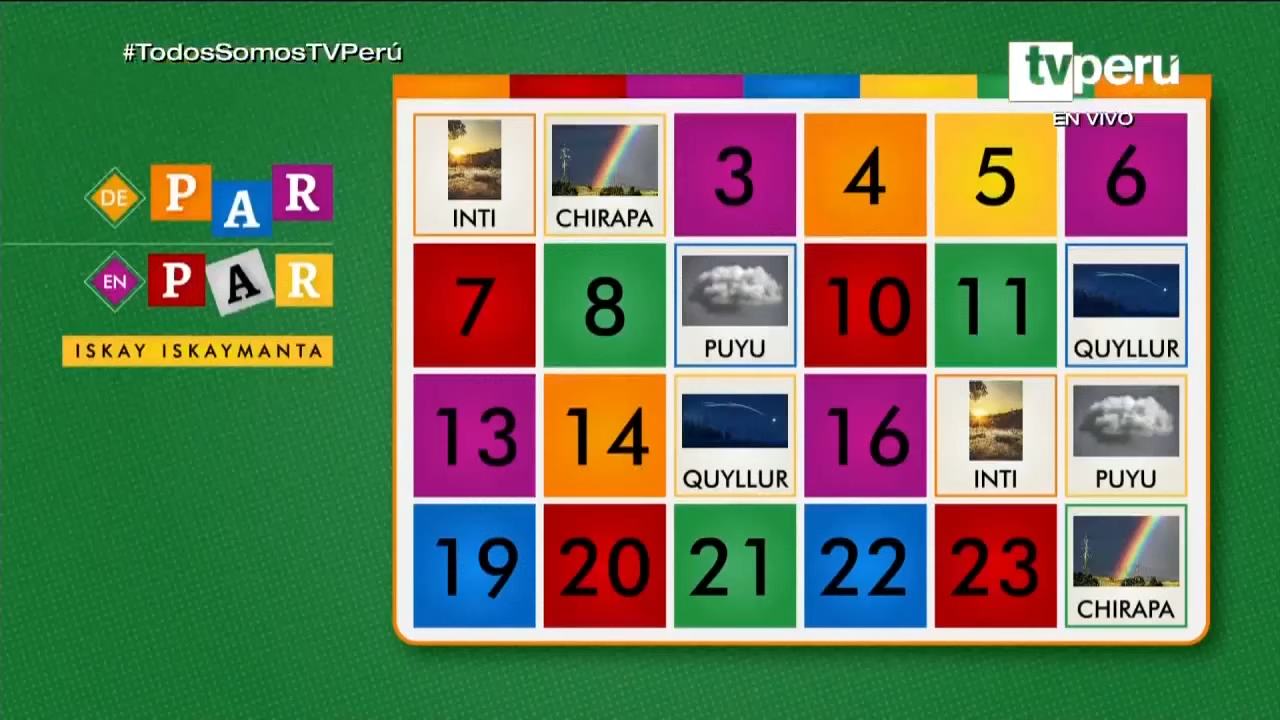 #TodosSomosTVPerú
tvperú
EN VIVO
DE PAR
EN PAR
ISKAY ISKAYMANTA
INTI CHIRAPA 3 4 5 6
7 8 PUYU 10 11 QUYLLUR
13 14 QUYLLUR 16 INTI PUYU
19 20 21 22 23 CHIRAPA